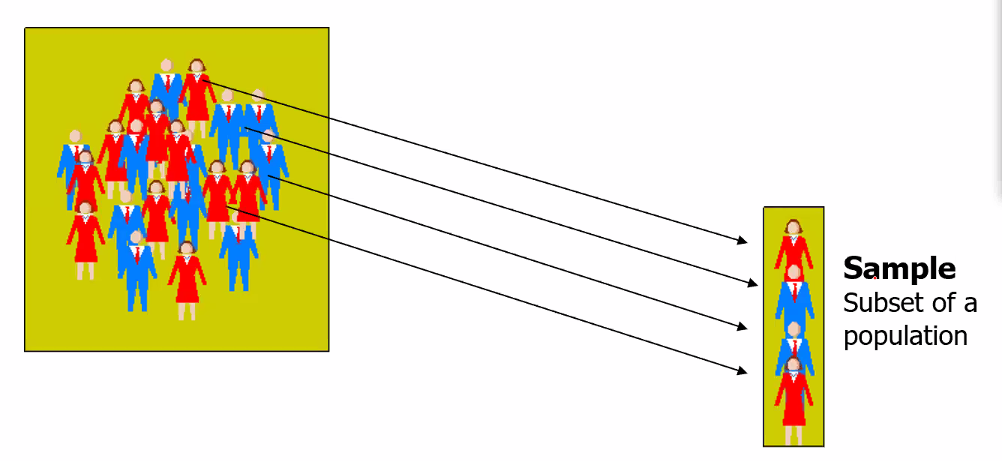 Sample
Subset of a
population